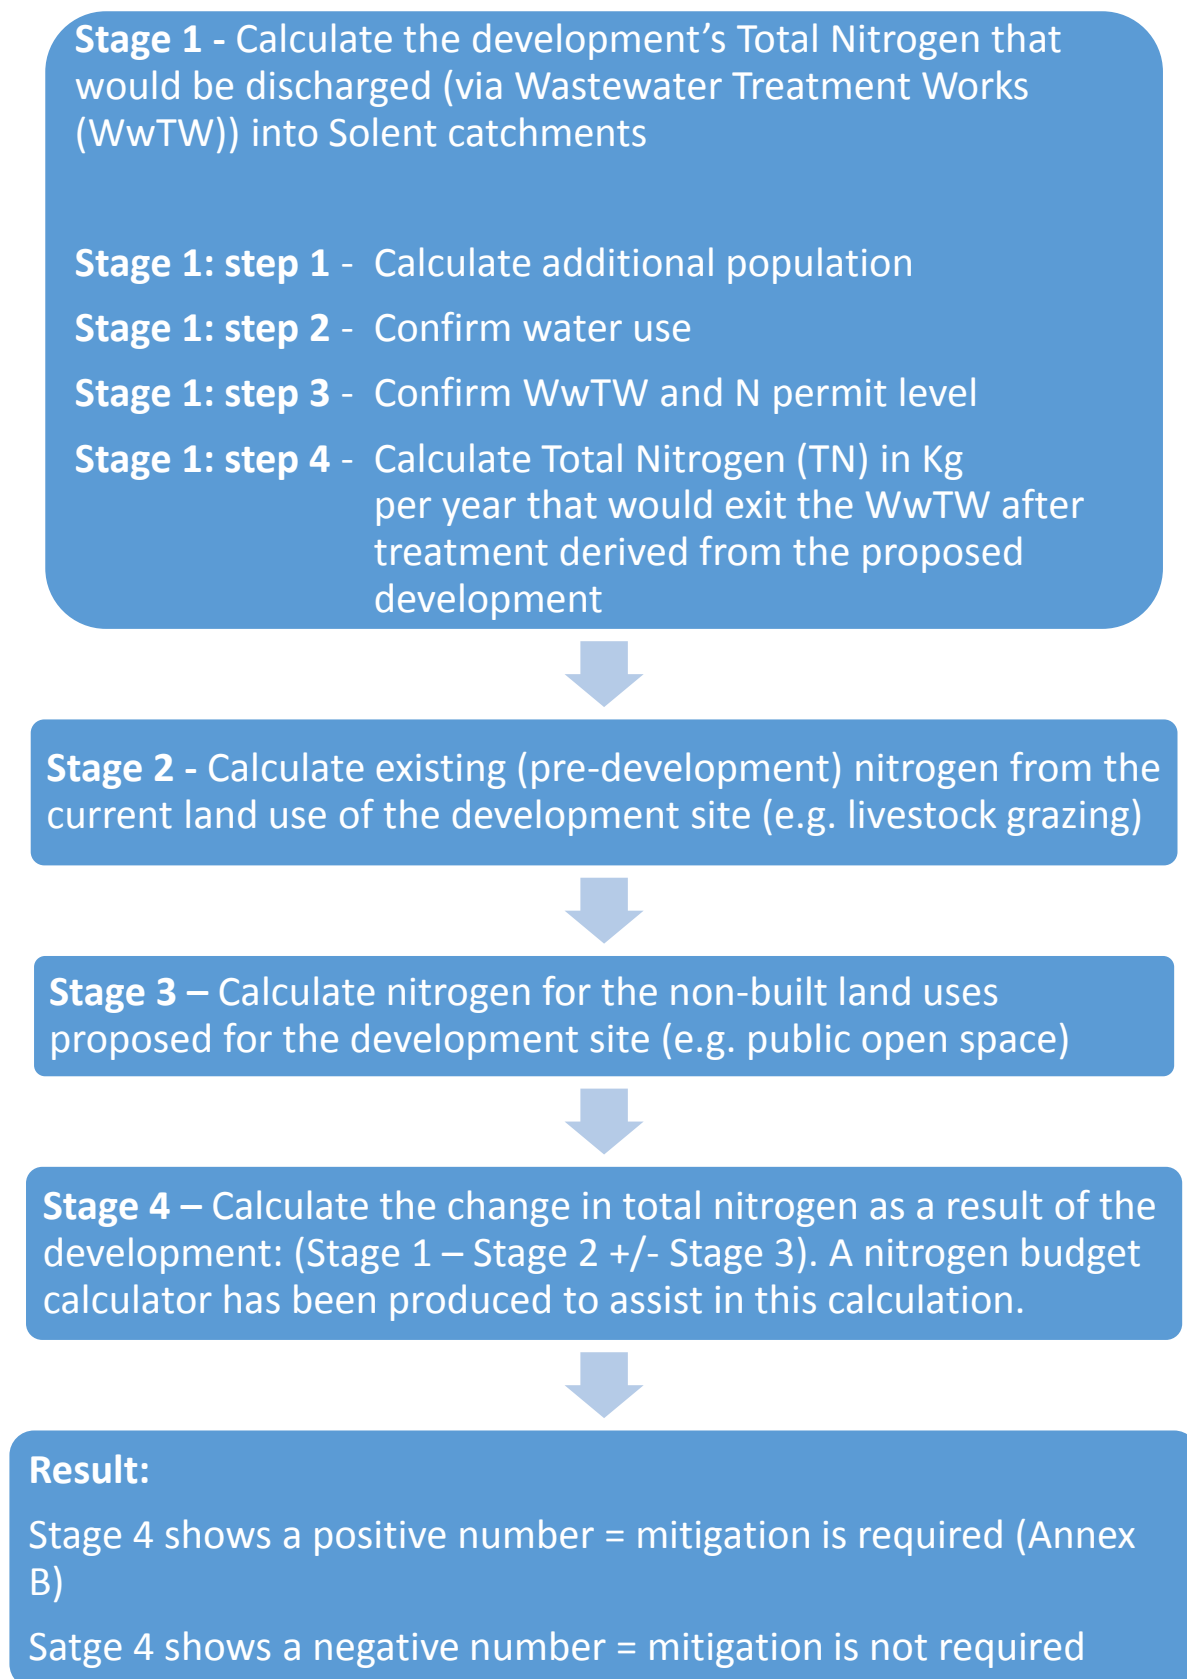 Stage 1 - Calculate the development’s Total Nitrogen that
would be discharged (via Wastewater Treatment Works
(WwTW)) into Solent catchments
Stage 1: step 1 - Calculate additional population
Stage 1: step 2 - Confirm water use
Stage 1: step 3 - Confirm WwTW and N permit level
Stage 1: step 4 - Calculate Total Nitrogen (TN) in Kg
per year that would exit the WwTW after
treatment derived from the proposed
development
Stage 2 - Calculate existing (pre-development) nitrogen from the
current land use of the development site (e.g. livestock grazing)
Stage 3 – Calculate nitrogen for the non-built land uses
proposed for the development site (e.g. public open space)
Stage 4 – Calculate the change in total nitrogen as a result of the
development: (Stage 1 – Stage 2 +/- Stage 3). A nitrogen budget
calculator has been produced to assist in this calculation.
Result:
Stage 4 shows a positive number = mitigation is required (Annex
B)
Satge 4 shows a negative number = mitigation is not required